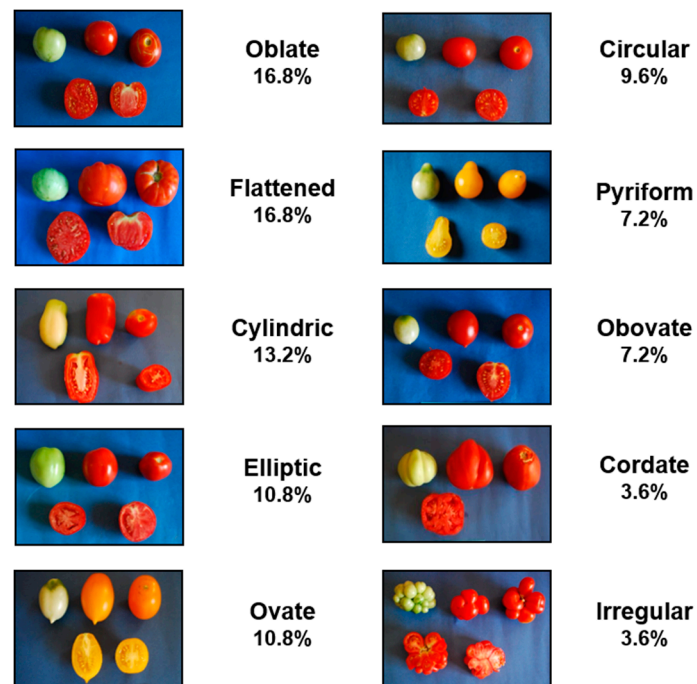 Oblate
16.8%
Circular
9.6%
Flattened
16.8%
Pyriform
7.2%
Cylindric
13.2%
Obovate
7.2%
Elliptic
10.8%
Cordate
3.6%
Ovate
10.8%
Irregular
3.6%